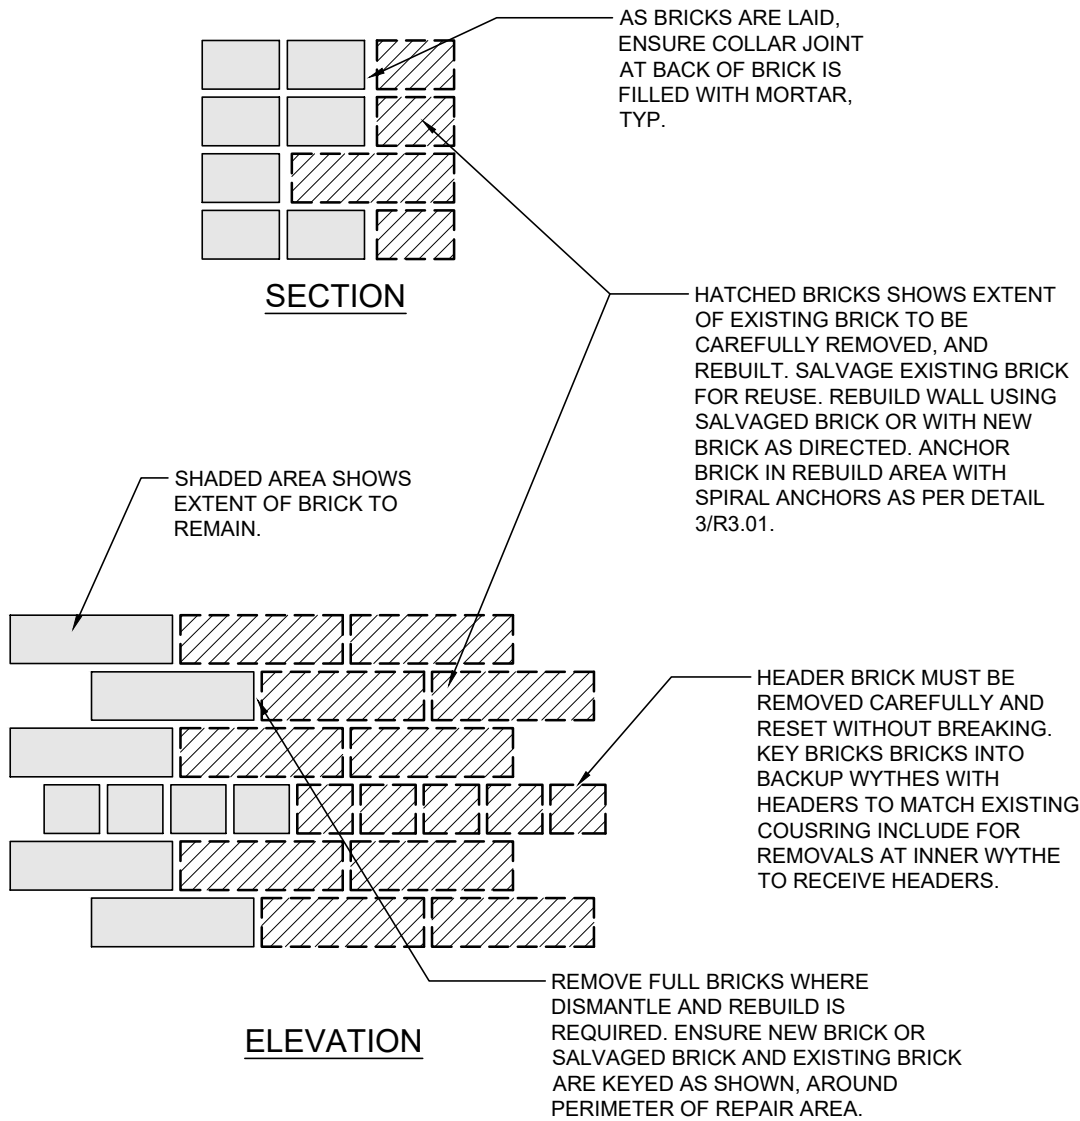 AS BRICKS ARE LAID,
ENSURE COLLAR JOINT
AT BACK OF BRICK IS
FILLED WITH MORTAR,
TYP.
SECTION
HATCHED BRICKS SHOWS EXTENT
OF EXISTING BRICK TO BE
CAREFULLY REMOVED, AND
REBUILT. SALVAGE EXISTING BRICK
FOR REUSE. REBUILD WALL USING
SALVAGED BRICK OR WITH NEW
BRICK AS DIRECTED. ANCHOR
BRICK IN REBUILD AREA WITH
SPIRAL ANCHORS AS PER DETAIL
3/R3.01.
SHADED AREA SHOWS
EXTENT OF BRICK TO
REMAIN.
HEADER BRICK MUST BE
REMOVED CAREFULLY AND
RESET WITHOUT BREAKING.
KEY BRICKS BRICKS INTO
BACKUP WYTHES WITH
HEADERS TO MATCH EXISTING
COUSRING INCLUDE FOR
REMOVALS AT INNER WYTHE
TO RECEIVE HEADERS.
REMOVE FULL BRICKS WHERE
DISMANTLE AND REBUILD IS
REQUIRED. ENSURE NEW BRICK OR
SALVAGED BRICK AND EXISTING BRICK
ARE KEYED AS SHOWN, AROUND
PERIMETER OF REPAIR AREA.
ELEVATION